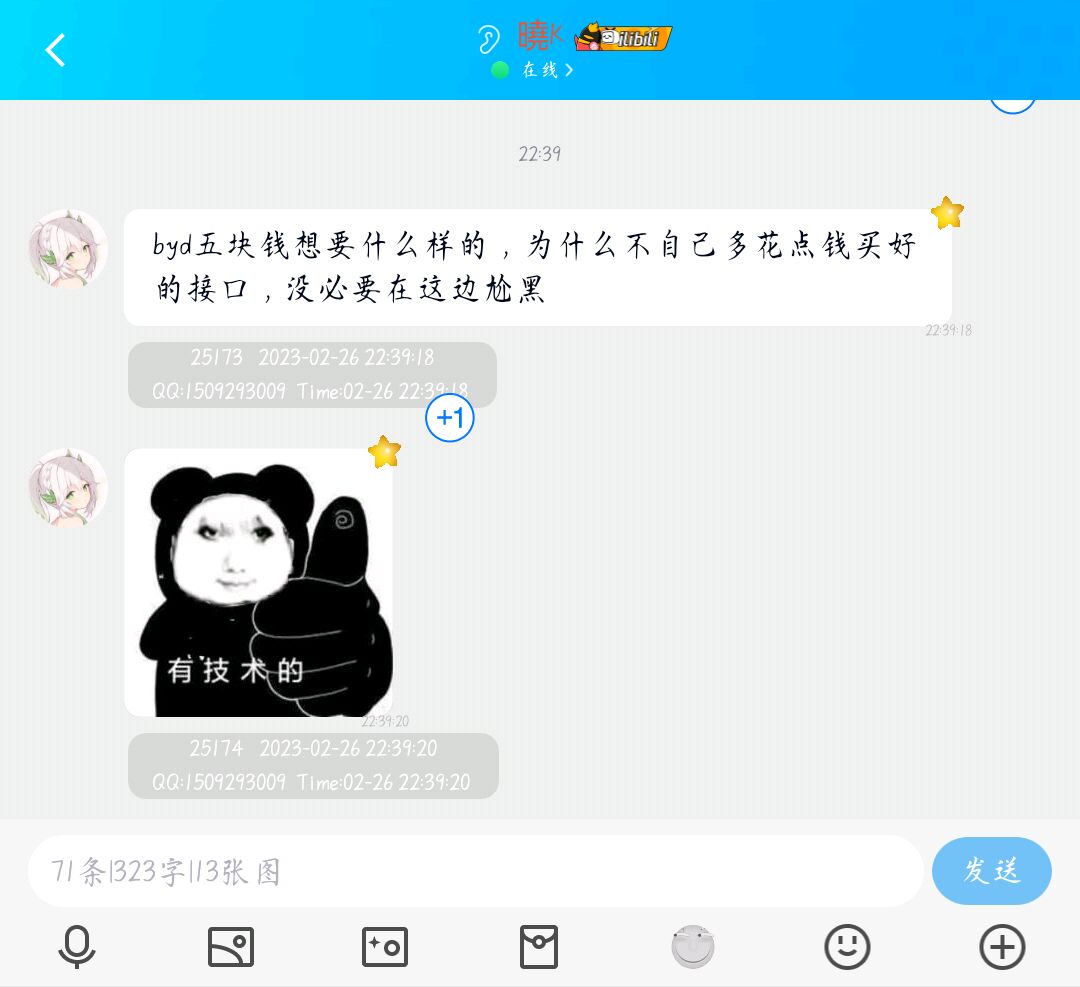 曉K ilibili
在线
22:39
byd五块钱想要什么样的，为什么不自己多花点钱买好
的接口，没必要在这边尬黑
22:39:18
25173 2023-02-26 22:39:18
QQ:1509293009 Time:02-26 22:39:18
+1
有技术的
22:39:20
25174 2023-02-26 22:39:20
QQ:1509293009 Time:02-26 22:39:20
71条|323字|13张图
发送